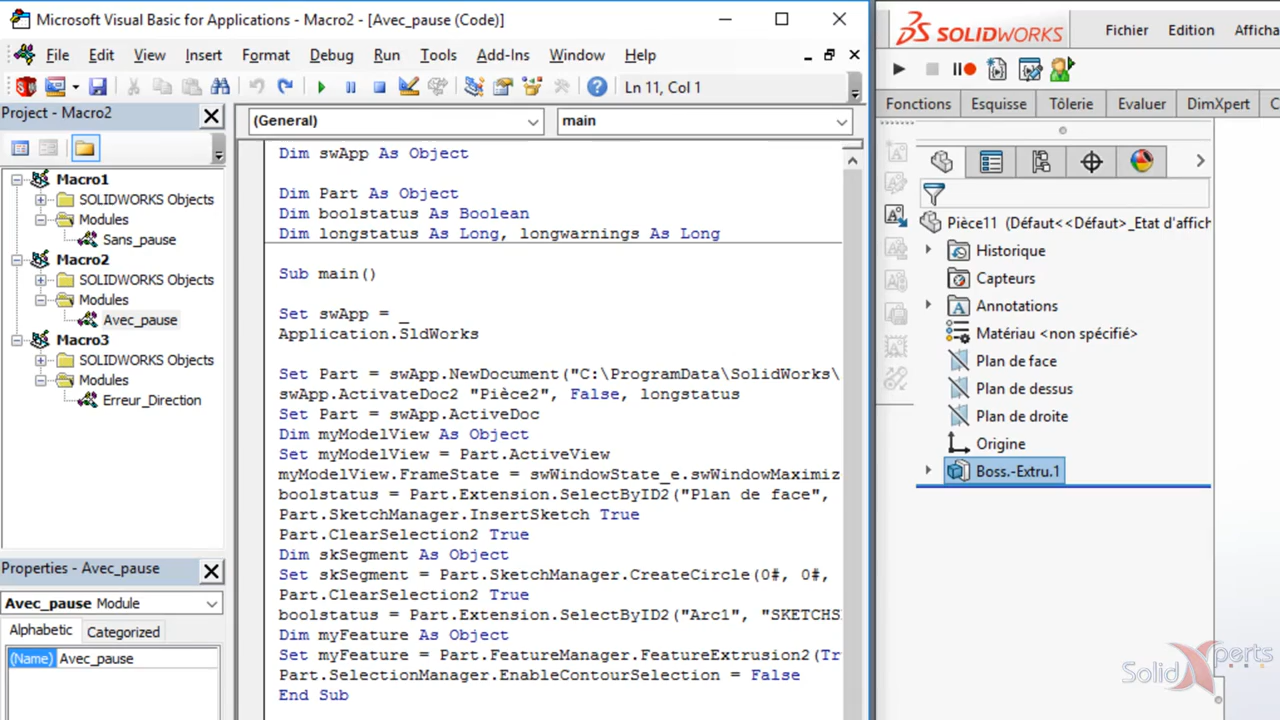 Microsoft Visual Basic for Applications - Macro2 - [Avec_pause (Code)]
File Edit View Insert Format Debug Run Tools Add-Ins Window Help
Ln 11, Col 1
Project - Macro2
Macro1
SOLIDWORKS Objects
Modules
Sans_pause
Macro2
SOLIDWORKS Objects
Modules
Avec_pause
Macro3
SOLIDWORKS Objects
Modules
Erreur_Direction
Properties - Avec_pause
Avec_pause Module
Alphabetic Categorized
(Name) Avec_pause
(General) main
Dim swApp As Object
Dim Part As Object
Dim boolstatus As Boolean
Dim longstatus As Long, longwarnings As Long
Sub main()
Set swApp = _
Application.SldWorks
Set Part = swApp.NewDocument("C:\ProgramData\SolidWorks\
swApp.ActivateDoc2 "Pièce2", False, longstatus
Set Part = swApp.ActiveDoc
Dim myModelView As Object
Set myModelView = Part.ActiveView
myModelView.FrameState = swWindowState_e.swWindowMaximiz
boolstatus = Part.Extension.SelectByID2("Plan de face",
Part.SketchManager.InsertSketch True
Part.ClearSelection2 True
Dim skSegment As Object
Set skSegment = Part.SketchManager.CreateCircle(0#, 0#,
Part.ClearSelection2 True
boolstatus = Part.Extension.SelectByID2("Arc1", "SKETCHS
Dim myFeature As Object
Set myFeature = Part.FeatureManager.FeatureExtrusion2(Tr
Part.SelectionManager.EnableContourSelection = False
End Sub
SOLIDWORKS
Fichier Edition Afficha
Fonctions Esquisse Tôlerie Evaluer DimXpert C
Pièce11 (Défaut<<Défaut>_Etat d'affich
Historique
Capteurs
Annotations
Matériau <non spécifié>
Plan de face
Plan de dessus
Plan de droite
Origine
Boss.-Extru.1
SolidXperts